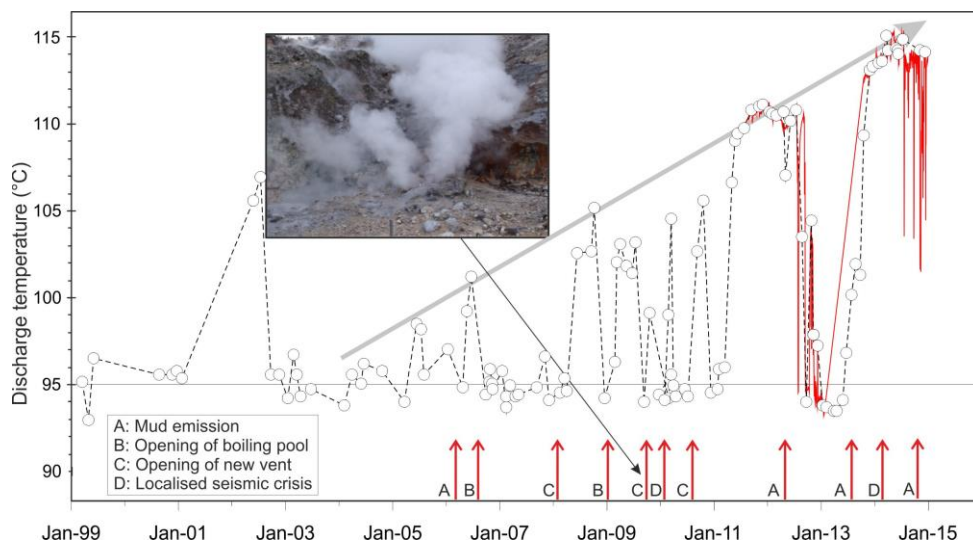 115
110
105
100
95
90
Discharge temperature (°C)
A: Mud emission
B: Opening of boiling pool
C: Opening of new vent
D: Localised seismic crisis
A B C B C D C A A D A
Jan-99 Jan-01 Jan-03 Jan-05 Jan-07 Jan-09 Jan-11 Jan-13 Jan-15